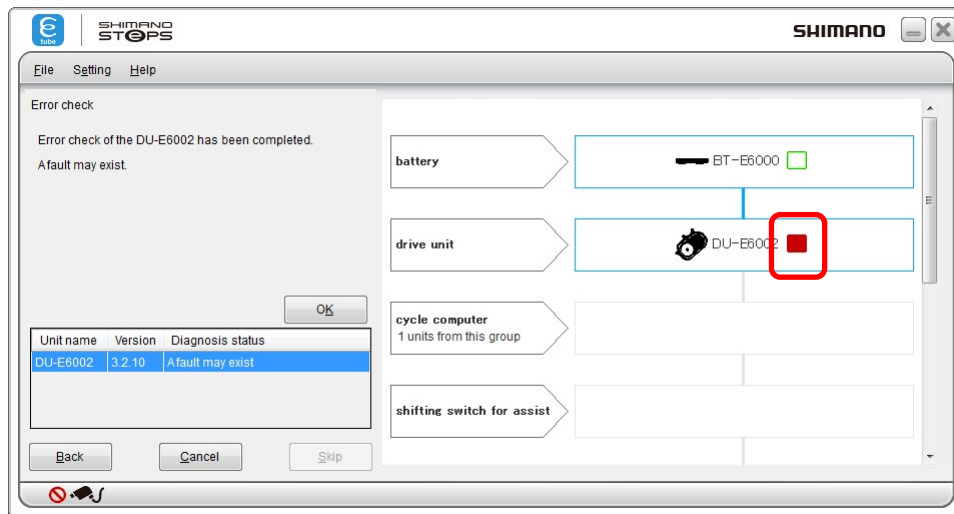 E
tube
SHIMANO
STEPS
SHIMANO
File Setting Help
Error check
Error check of the DU-E6002 has been completed.
A fault may exist.
OK
Unit name Version Diagnosis status
DU-E6002 3.2.10 A fault may exist
Back Cancel Skip
battery
BT-E6000
drive unit
DU-E6002
cycle computer
1 units from this group
shifting switch for assist